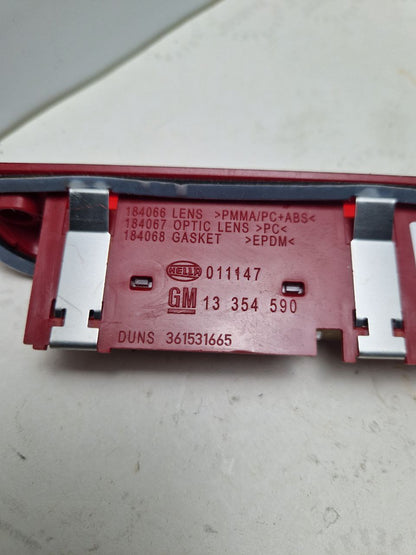 184066 LENS >PMMA/PC+ABS<
184067 OPTIC LENS >PC<
184068 GASKET >EPDM<
HELLA 011147
GM 13 354 590
DUNS 361531665